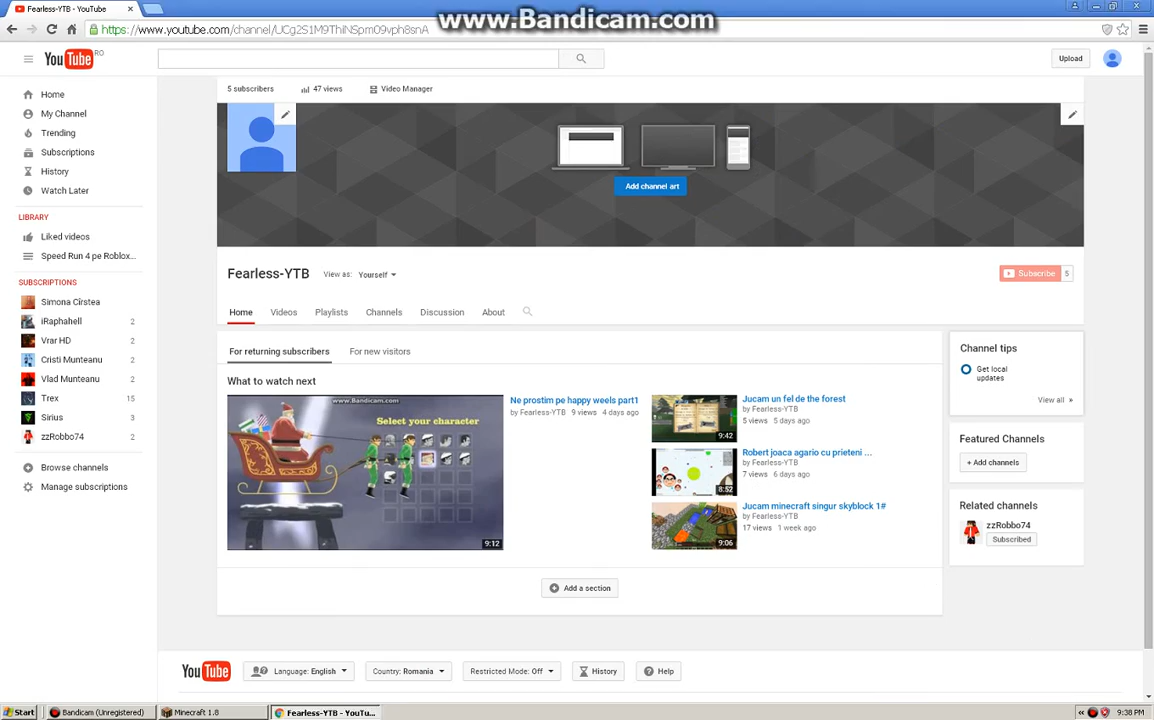 Fearless-YTB - YouTube
www.Bandicam.com
https://www.youtube.com/channel/UCg2S1M9ThiNSpm09vph8snA
YouTube RO
Upload
5 subscribers
47 views
Video Manager
Home
My Channel
Trending
Subscriptions
History
Watch Later
LIBRARY
Liked videos
Speed Run 4 pe Roblox...
SUBSCRIPTIONS
Simona Cîrstea
iRaphahell 2
Vrar HD 2
Cristi Munteanu 2
Vlad Munteanu 2
Trex 15
Sirius 2
zzRobbo74 2
Browse channels
Manage subscriptions
Add channel art
Fearless-YTB
View as: Yourself
Subscribe 5
Home
Videos
Playlists
Channels
Discussion
About
For returning subscribers
For new visitors
What to watch next
www.Bandicam.com
Select your character
9:12
Ne prostim pe happy weels part1
by Fearless-YTB 9 views 4 days ago
9:42
Jucam un fel de the forest
by Fearless-YTB
5 views 5 days ago
8:52
Robert joaca agario cu prieteni ...
by Fearless-YTB
7 views 6 days ago
9:06
Jucam minecraft singur skyblock 1#
by Fearless-YTB
17 views 1 week ago
Add a section
Channel tips
Get local
updates
View all »
Featured Channels
+ Add channels
Related channels
zzRobbo74
Subscribed
YouTube
Language: English
Country: Romania
Restricted Mode: Off
History
Help
Start
Bandicam (Unregistered)
Minecraft 1.8
Fearless-YTB - YouTu...
9:38 PM